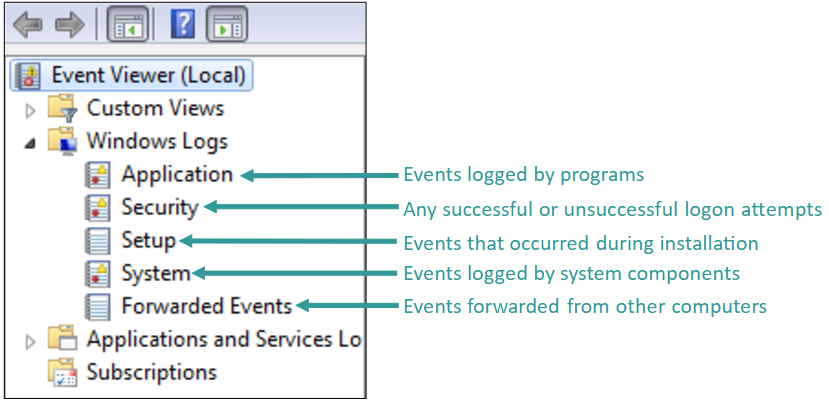 Event Viewer (Local)
Custom Views
Windows Logs
Application
Events logged by programs
Security
Any successful or unsuccessful logon attempts
Setup
Events that occurred during installation
System
Events logged by system components
Forwarded Events
Events forwarded from other computers
Applications and Services Lo
Subscriptions